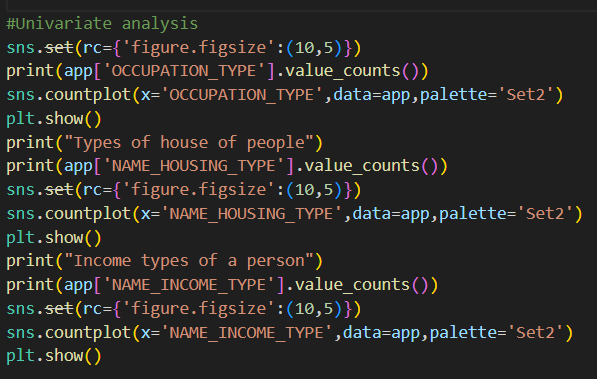 #Univariate analysis
sns.set(rc={'figure.figsize':(10,5)})
print(app['OCCUPATION_TYPE'].value_counts())
sns.countplot(x='OCCUPATION_TYPE',data=app,palette='Set2')
plt.show()
print("Types of house of people")
print(app['NAME_HOUSING_TYPE'].value_counts())
sns.set(rc={'figure.figsize':(10,5)})
sns.countplot(x='NAME_HOUSING_TYPE',data=app,palette='Set2')
plt.show()
print("Income types of a person")
print(app['NAME_INCOME_TYPE'].value_counts())
sns.set(rc={'figure.figsize':(10,5)})
sns.countplot(x='NAME_INCOME_TYPE',data=app,palette='Set2')
plt.show()